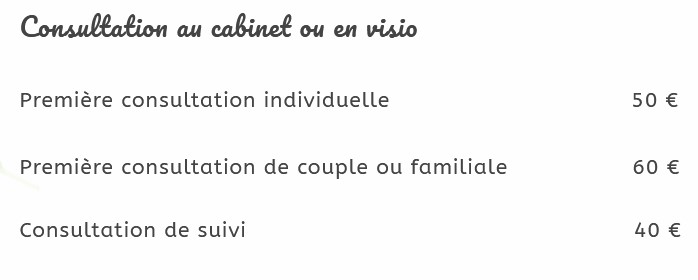 Consultation au cabinet ou en visio
Première consultation individuelle 50 €
Première consultation de couple ou familiale 60 €
Consultation de suivi 40 €